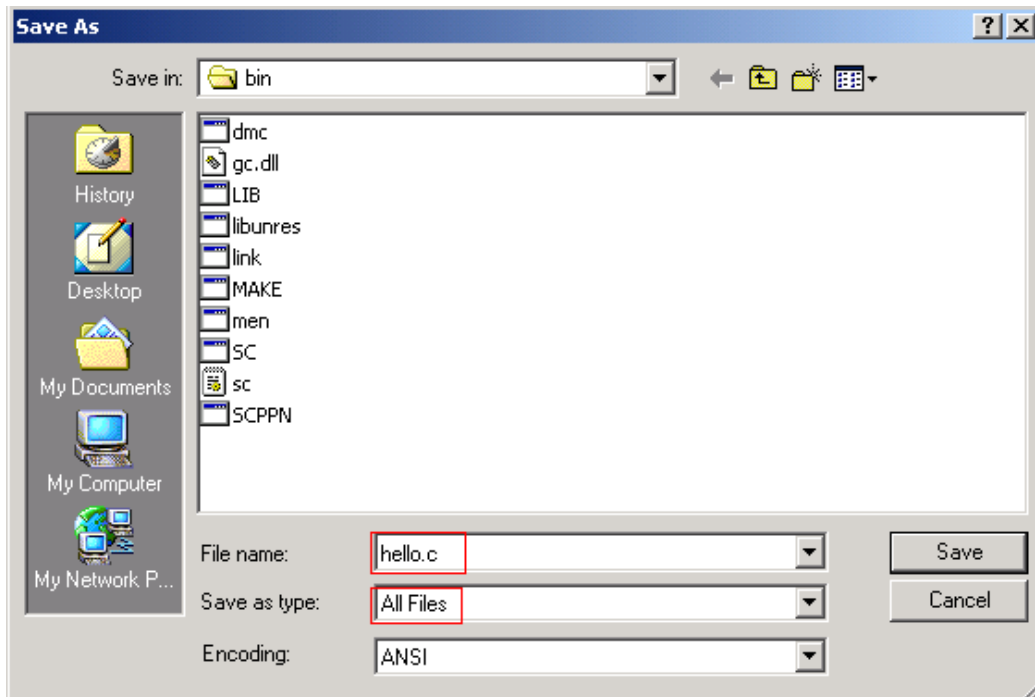 Save As
Save in: bin
History
Desktop
My Documents
My Computer
My Network P...
dmc
gc.dll
LIB
libunres
link
MAKE
men
SC
sc
SCPPN
File name: hello.c Save
Save as type: All Files Cancel
Encoding: ANSI